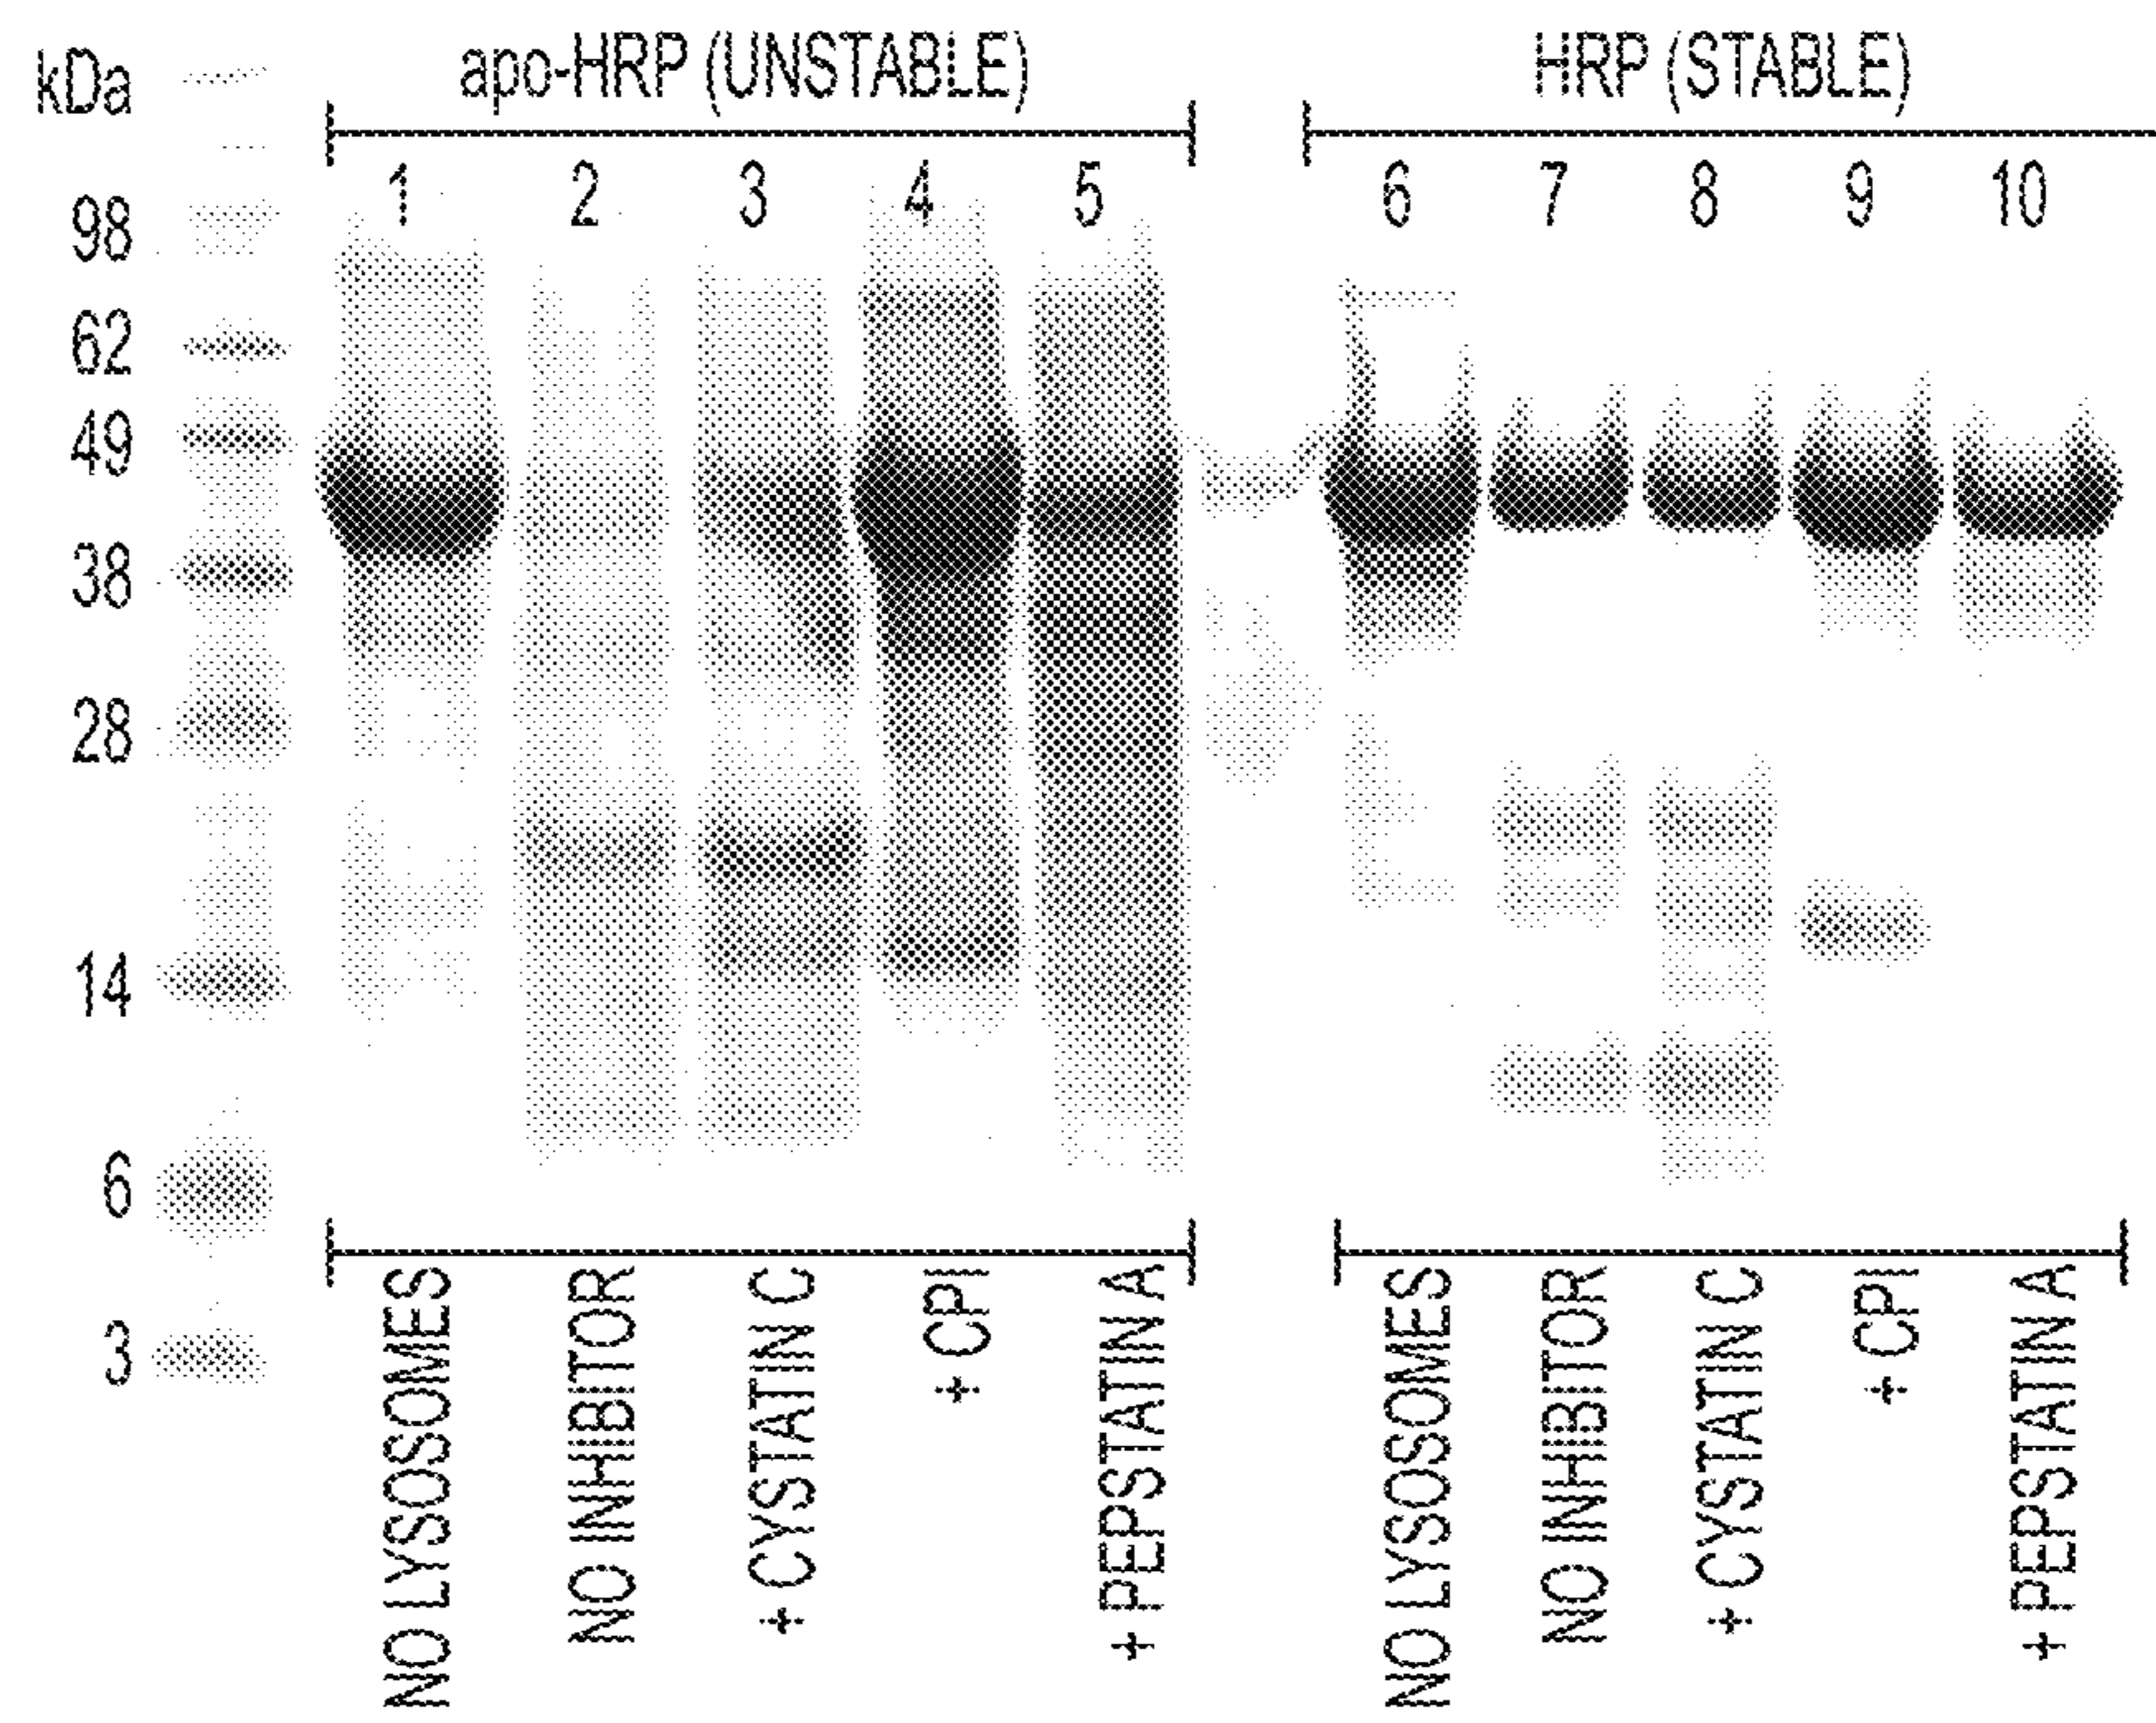 kDa
apo-HRP (UNSTABLE)
HRP (STABLE)
1 2 3 4 5 6 7 8 9 10
98
62
49
38
28
14
6
3
NO LYSOSOMES
NO INHIBITOR
+ CYSTATIN C
+ CPI
+ PEPSTATIN A
NO LYSOSOMES
NO INHIBITOR
+ CYSTATIN C
+ CPI
+ PEPSTATIN A